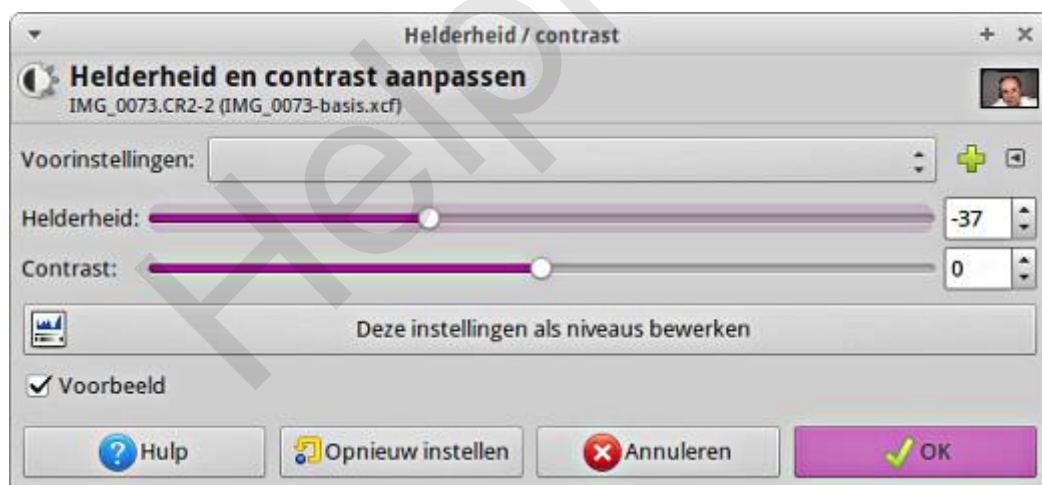 Helderheid / contrast
Helderheid en contrast aanpassen
IMG_0073.CR2-2 (IMG_0073-basis.xcf)
Voorinstellingen:
Helderheid: -37
Contrast: 0
Deze instellingen als niveaus bewerken
Voorbeeld
Hulp Opnieuw instellen Annuleren OK
Help